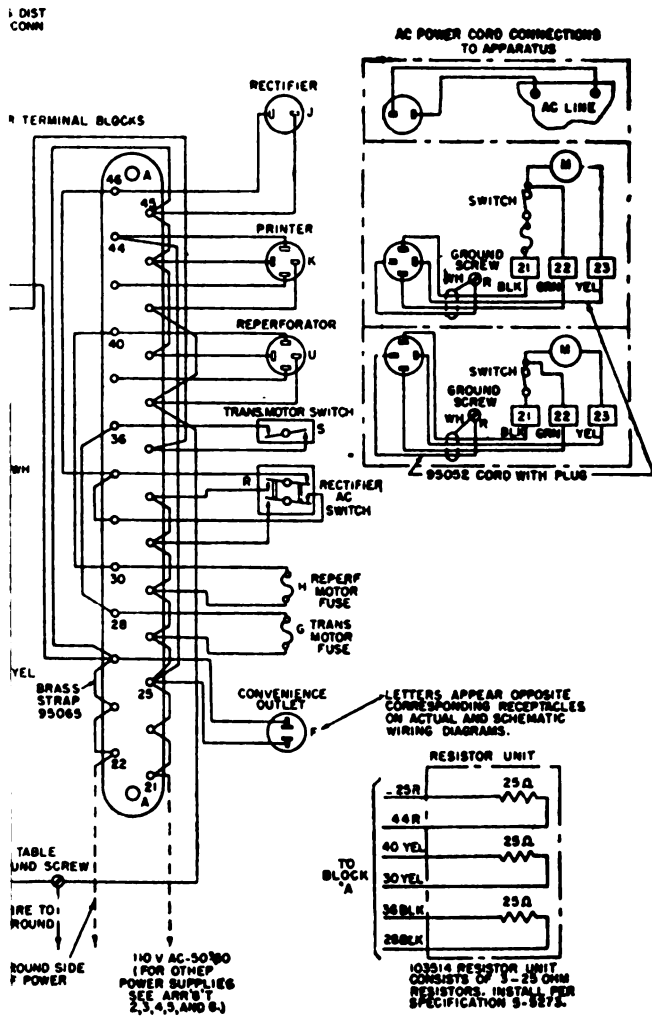 DIST
CONN
AC POWER CORD CONNECTIONS
TO APPARATUS
RECTIFIER
J
AC LINE
TERMINAL BLOCKS
A
46
45
M
SWITCH
PRINTER
44
K
GROUND
SCREW
WH
R
21
22
23
BLK
GRN
YEL
REPERFORATOR
40
U
M
SWITCH
GROUND
SCREW
WH
R
21
22
23
BLK
GRN
YEL
TRANS.MOTOR SWITCH
36
S
95052 CORD WITH PLUG
WH
R
RECTIFIER
AC
SWITCH
30
H
REPERF
MOTOR
FUSE
28
G
TRANS
MOTOR
FUSE
YEL
BRASS
STRAP
95065
25
CONVENIENCE
OUTLET
F
LETTERS APPEAR OPPOSITE
CORRESPONDING RECEPTACLES
ON ACTUAL AND SCHEMATIC
WIRING DIAGRAMS.
22
21
A
RESISTOR UNIT
25R
25Ω
44R
40 YEL
25Ω
30 YEL
36BLK
25Ω
28BLK
TO
BLOCK
"A
TABLE
SCREW
TO
GROUND SIDE
POWER
110 V AC-50
(FOR OTHER
POWER SUPPLIES
SEE ARR'G'T
2,3,4,5,AND 6.)
103514 RESISTOR UNIT
CONSISTS OF 3-25 OHM
RESISTORS. INSTALL PER
SPECIFICATION S-5273.